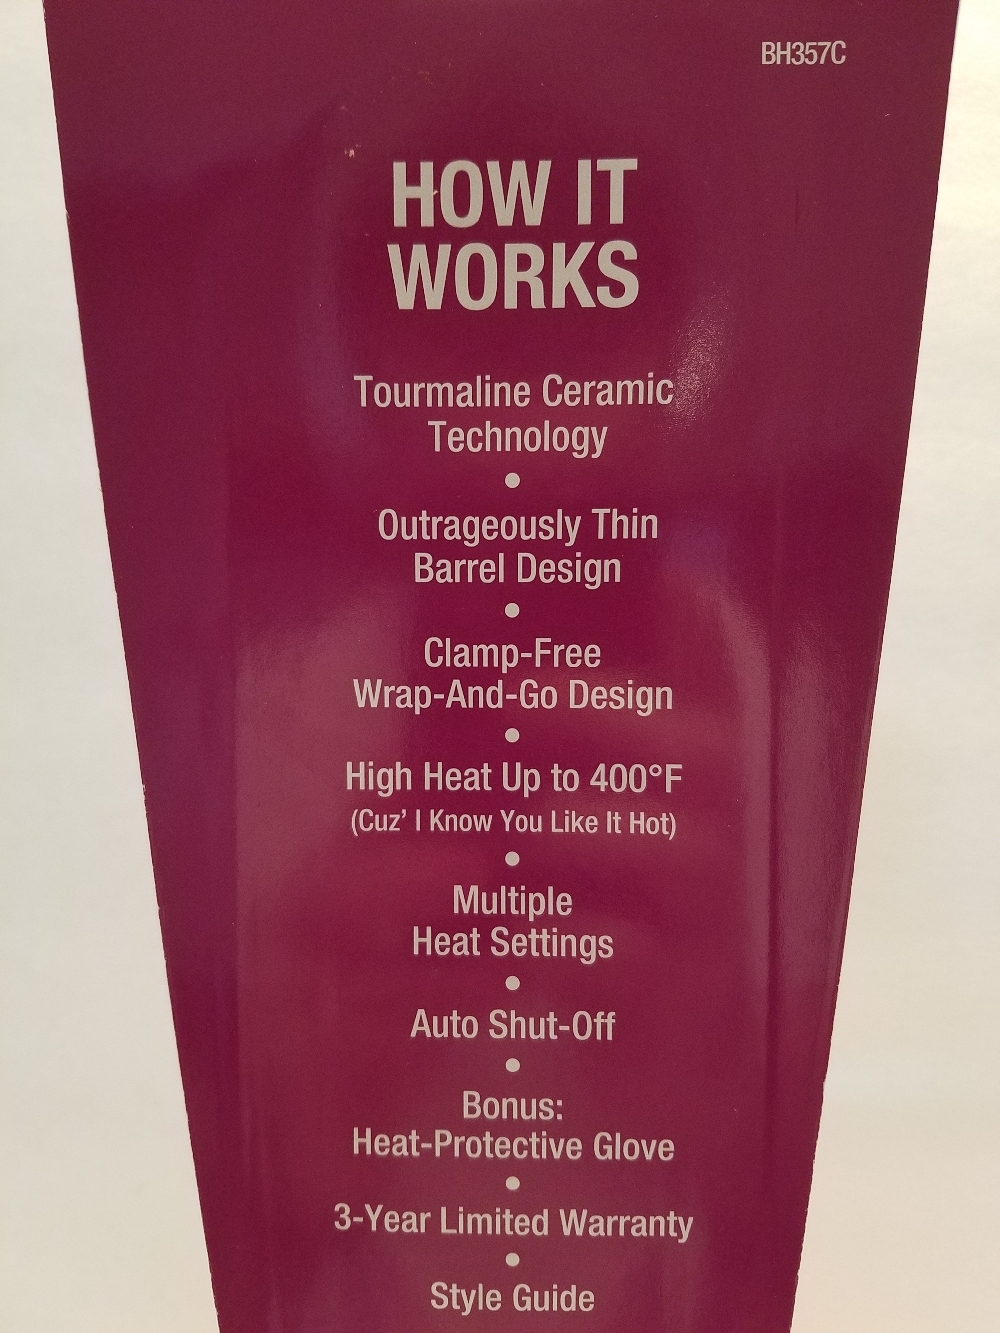 BH357C
HOW IT
WORKS
Tourmaline Ceramic
Technology
•
Outrageously Thin
Barrel Design
•
Clamp-Free
Wrap-And-Go Design
•
High Heat Up to 400°F
(Cuz' I Know You Like It Hot)
•
Multiple
Heat Settings
•
Auto Shut-Off
•
Bonus:
Heat-Protective Glove
•
3-Year Limited Warranty
•
Style Guide